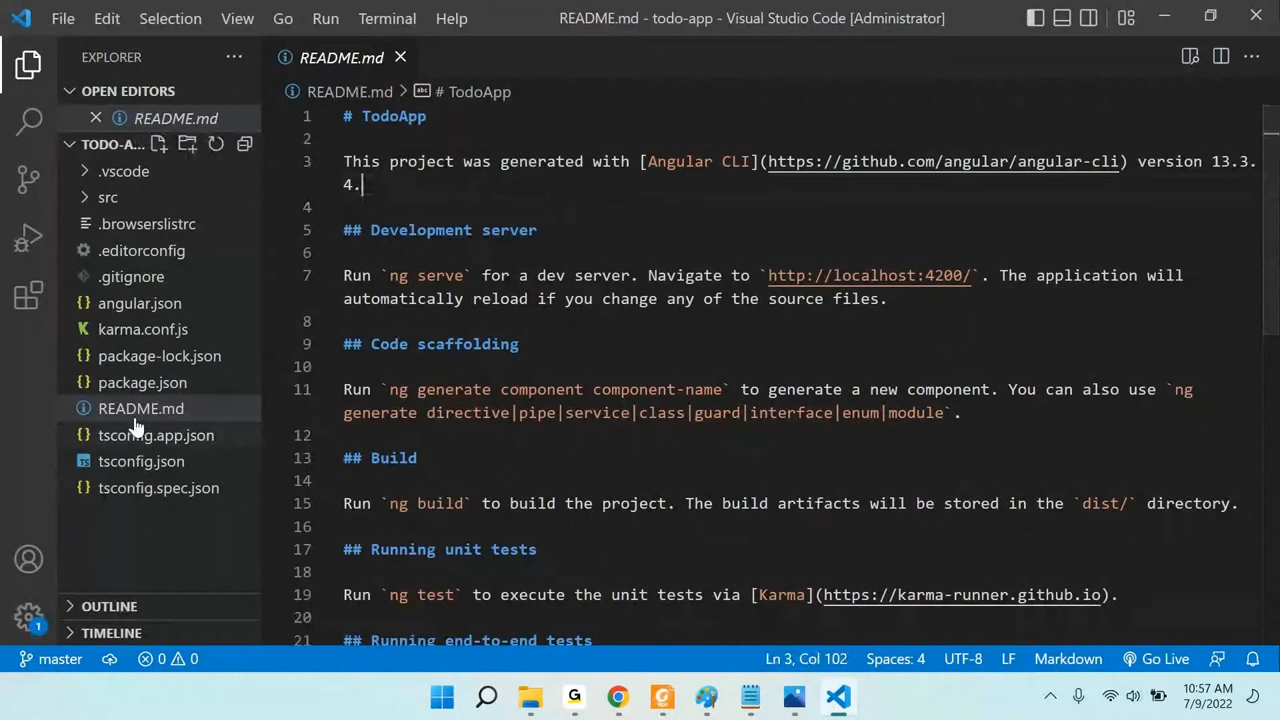 File Edit Selection View Go Run Terminal Help README.md - todo-app - Visual Studio Code [Administrator]
EXPLORER
OPEN EDITORS
README.md
TODO-A...
.vscode
src
.browserslistrc
.editorconfig
.gitignore
angular.json
karma.conf.js
package-lock.json
package.json
README.md
tsconfig.app.json
tsconfig.json
tsconfig.spec.json
OUTLINE
TIMELINE
README.md
README.md > # TodoApp
1 # TodoApp
2
3 This project was generated with [Angular CLI](https://github.com/angular/angular-cli) version 13.3.
4.
4
5 ## Development server
6
7 Run `ng serve` for a dev server. Navigate to `http://localhost:4200/`. The application will
automatically reload if you change any of the source files.
8
9 ## Code scaffolding
10
11 Run `ng generate component component-name` to generate a new component. You can also use `ng
generate directive|pipe|service|class|guard|interface|enum|module`.
12
13 ## Build
14
15 Run `ng build` to build the project. The build artifacts will be stored in the `dist/` directory.
16
17 ## Running unit tests
18
19 Run `ng test` to execute the unit tests via [Karma](https://karma-runner.github.io).
20
21 ## Running end-to-end tests
1
master 0 0 Ln 3, Col 102 Spaces: 4 UTF-8 LF Markdown Go Live
G
10:57 AM
7/9/2022